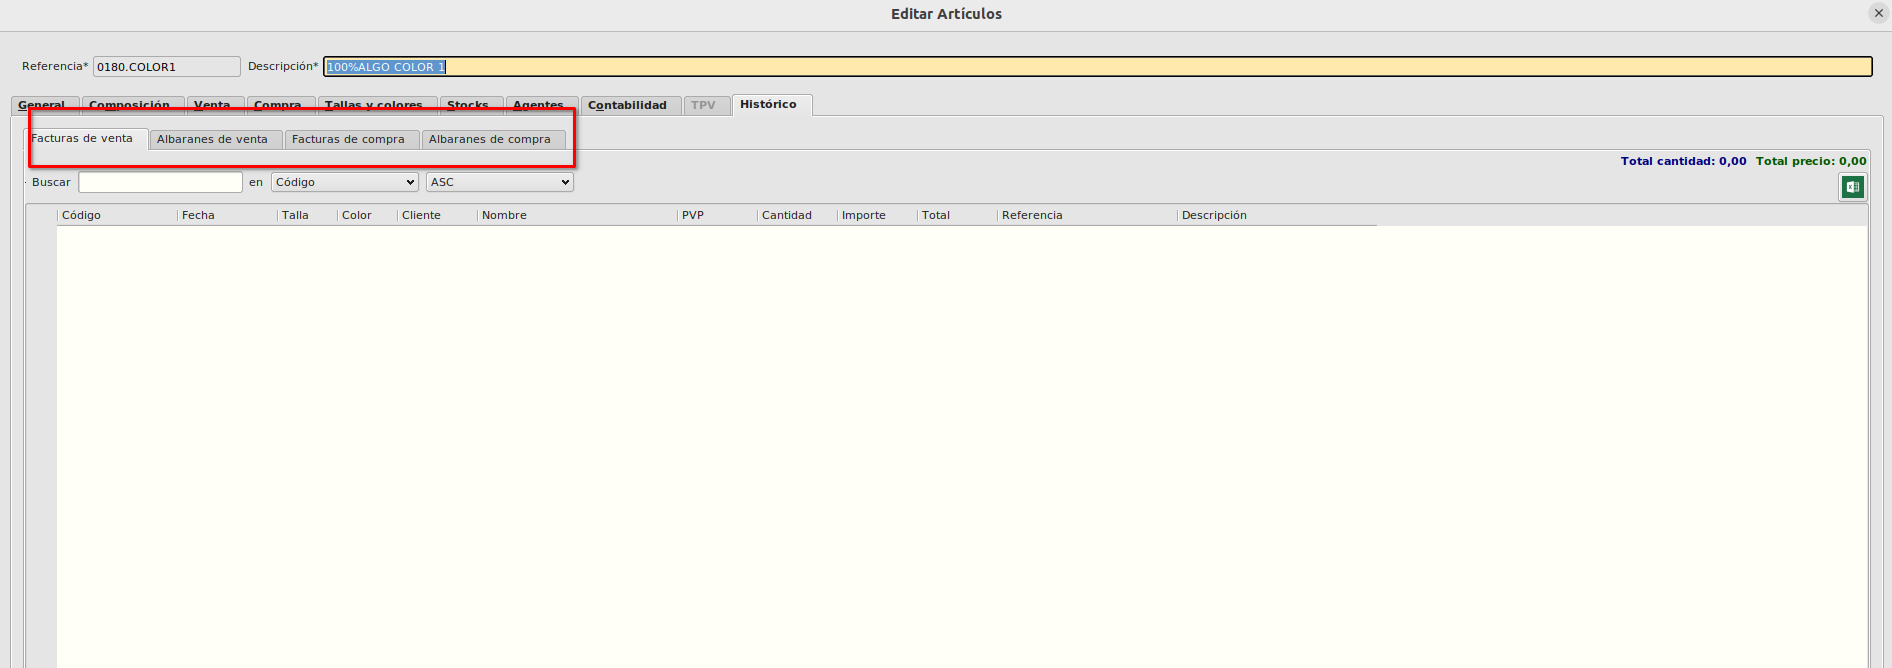 Editar Artículos
Referencia* 0180.COLOR1 Descripción* 100%ALGO COLOR 1
General Composición Venta Compra Tallas y colores Stocks Agentes Contabilidad TPV Histórico
Facturas de venta Albaranes de venta Facturas de compra Albaranes de compra
Total cantidad: 0,00 Total precio: 0,00
Buscar en Código ASC
Código Fecha Talla Color Cliente Nombre PVP Cantidad Importe Total Referencia Descripción